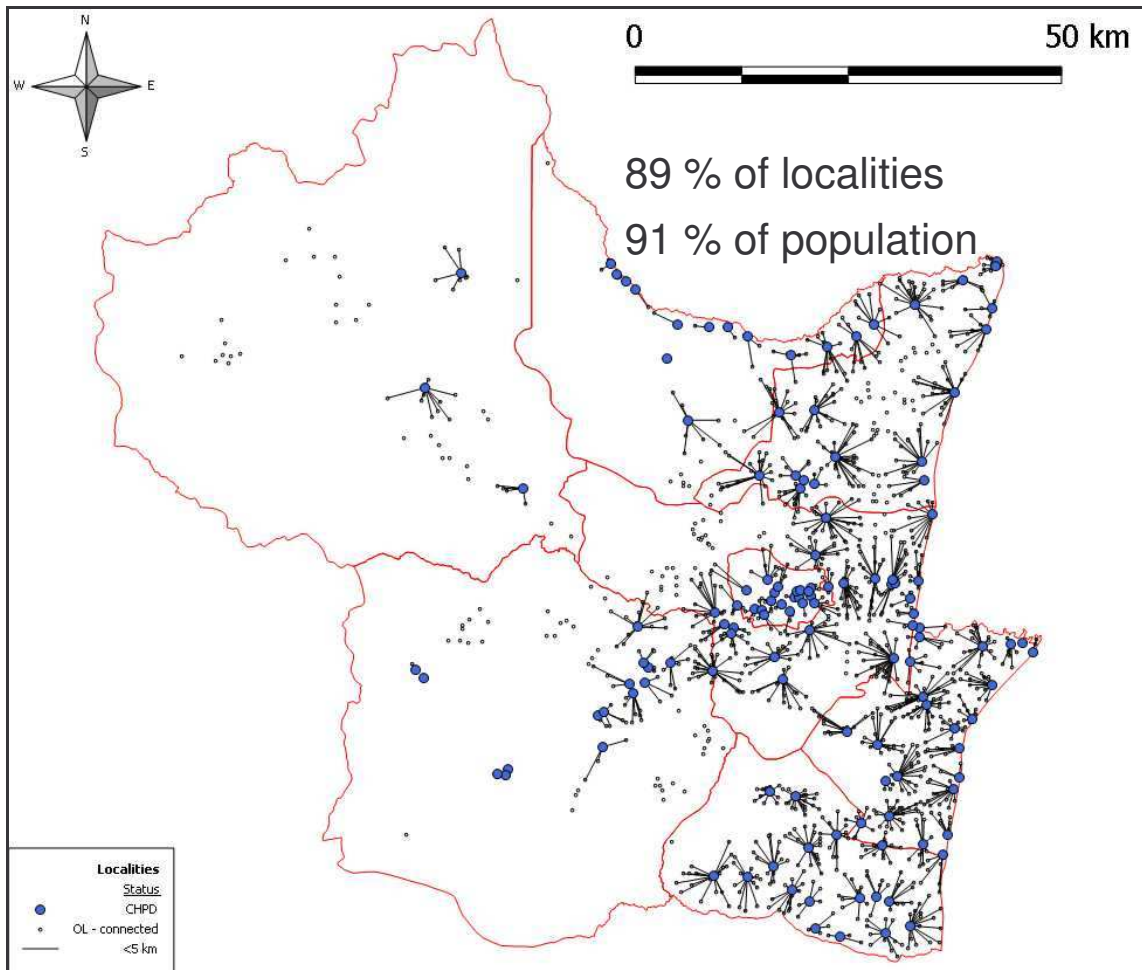 N
0 50 km
W E
S
89 % of localities
91 % of population
Localities
Status
CHPD
OL - connected
<5 km